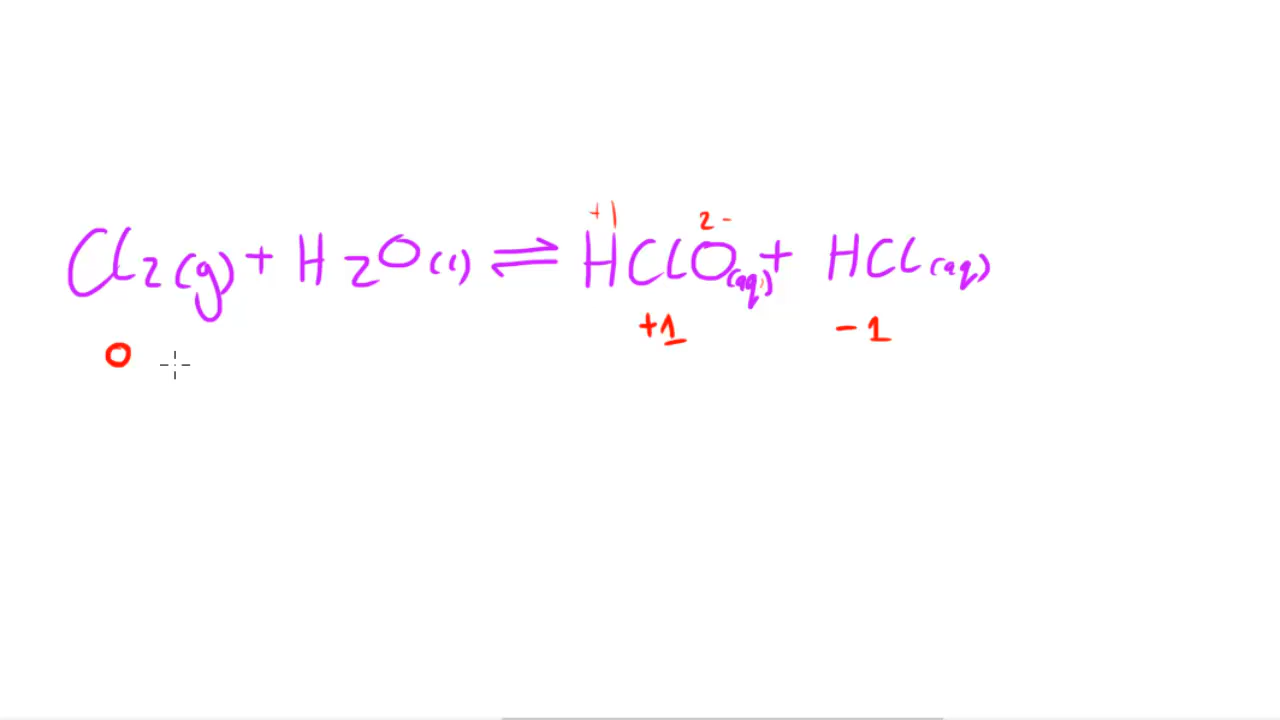 +1 2-
Cl2(g) + H2O(l) ⇌ HClO(aq) + HCl(aq)
0 +1 -1